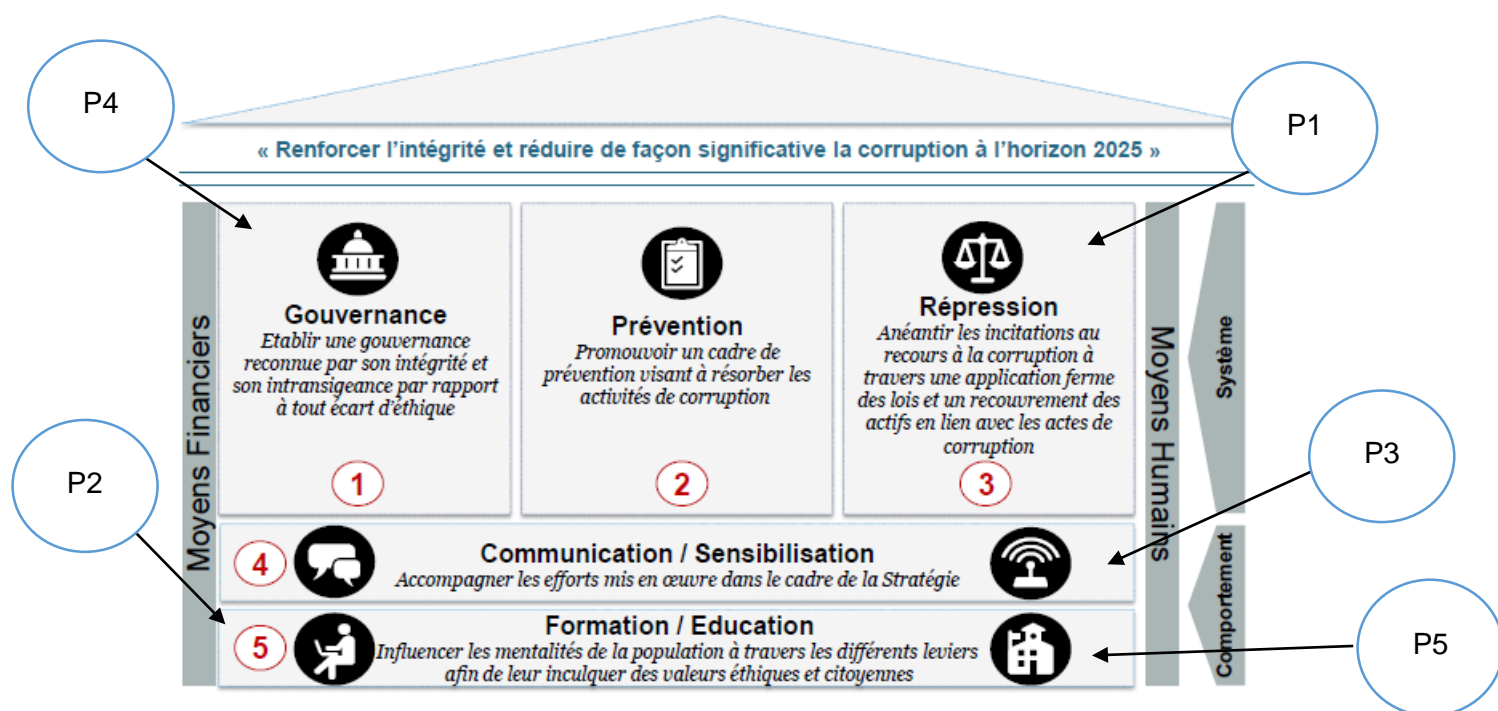 P4
P1
« Renforcer l'intégrité et réduire de façon significative la corruption à l'horizon 2025 »
Moyens Financiers
Gouvernance
Etablir une gouvernance
reconnue par son intégrité et
son intransigeance par rapport
à tout écart d'éthique
1
Prévention
Promouvoir un cadre de
prévention visant à résorber les
activités de corruption
2
Répression
Anéantir les incitations au
recours à la corruption à
travers une application ferme
des lois et un recouvrement des
actifs en lien avec les actes de
corruption
3
Moyens Humains
Système
P2
P3
4
Communication / Sensibilisation
Accompagner les efforts mis en œuvre dans le cadre de la Stratégie
5
Formation / Education
Influencer les mentalités de la population à travers les différents leviers
afin de leur inculquer des valeurs éthiques et citoyennes
Comportement
P5